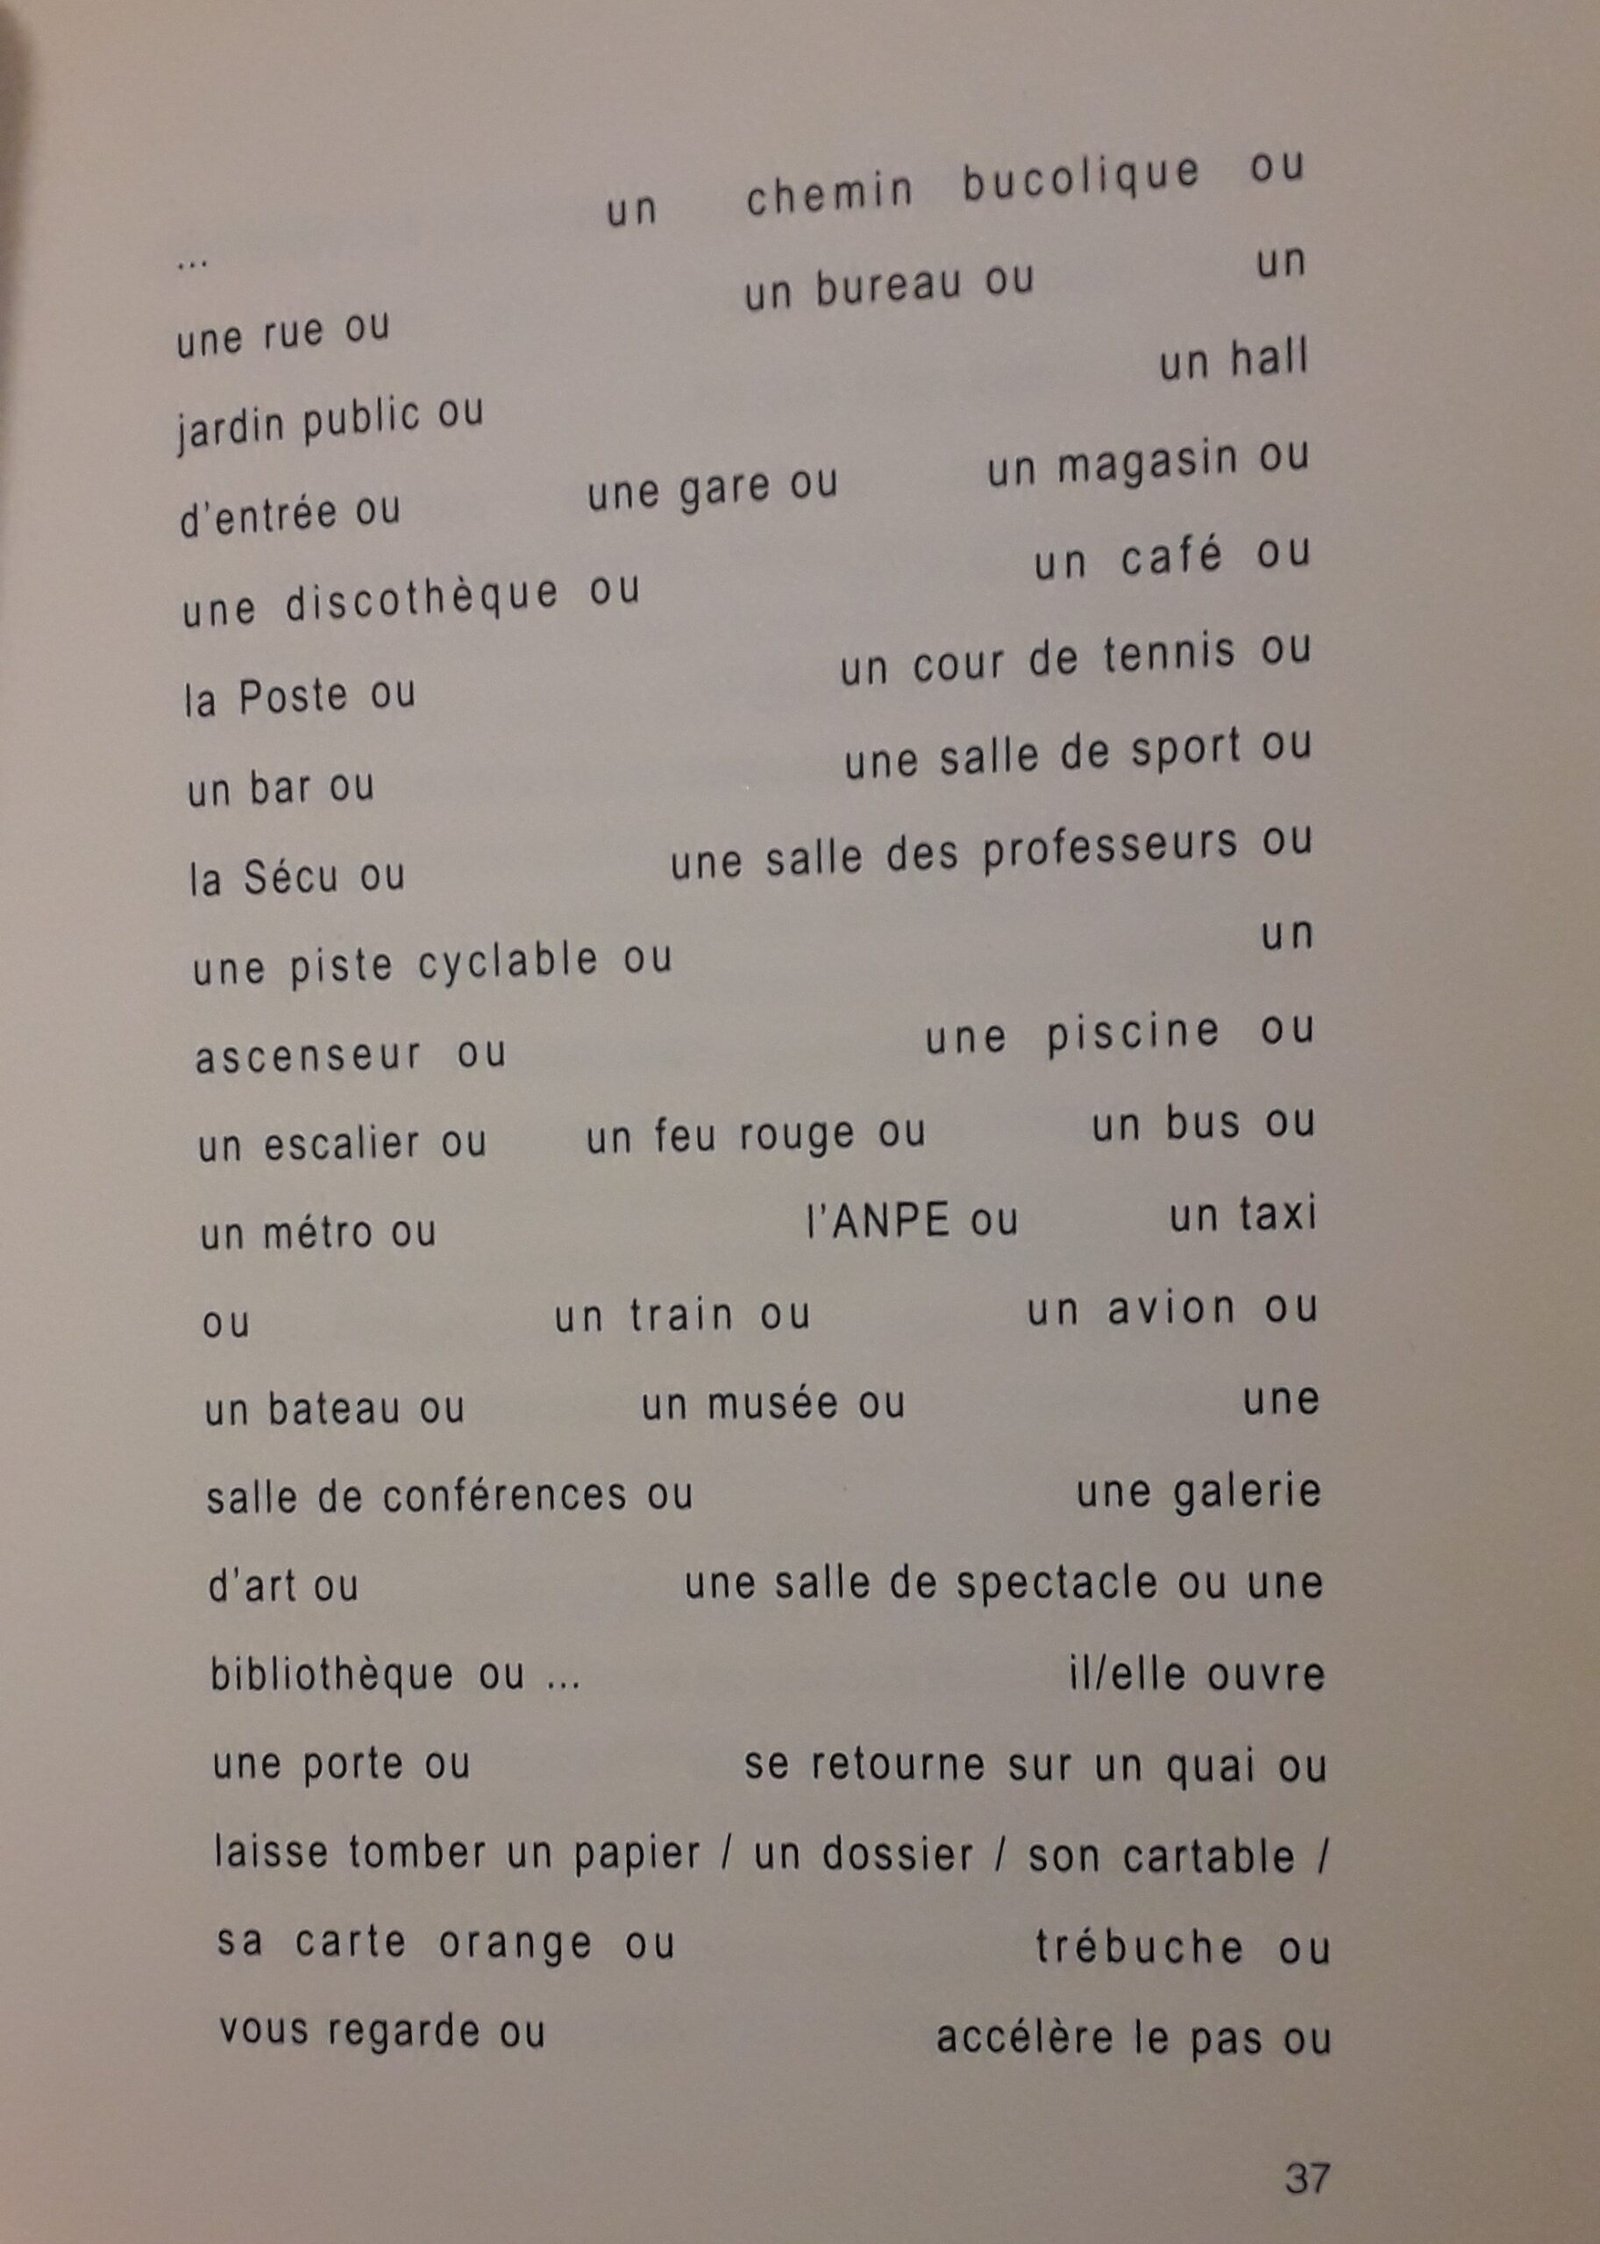 ... un chemin bucolique ou
une rue ou un bureau ou un
jardin public ou un hall
d'entrée ou une gare ou un magasin ou
une discothèque ou un café ou
la Poste ou un cour de tennis ou
un bar ou une salle de sport ou
la Sécu ou une salle des professeurs ou
une piste cyclable ou un
ascenseur ou une piscine ou
un escalier ou un feu rouge ou un bus ou
un métro ou l'ANPE ou un taxi
ou un train ou un avion ou
un bateau ou un musée ou une
salle de conférences ou une galerie
d'art ou une salle de spectacle ou une
bibliothèque ou ... il/elle ouvre
une porte ou se retourne sur un quai ou
laisse tomber un papier / un dossier / son cartable /
sa carte orange ou trébuche ou
vous regarde ou accélère le pas ou
37